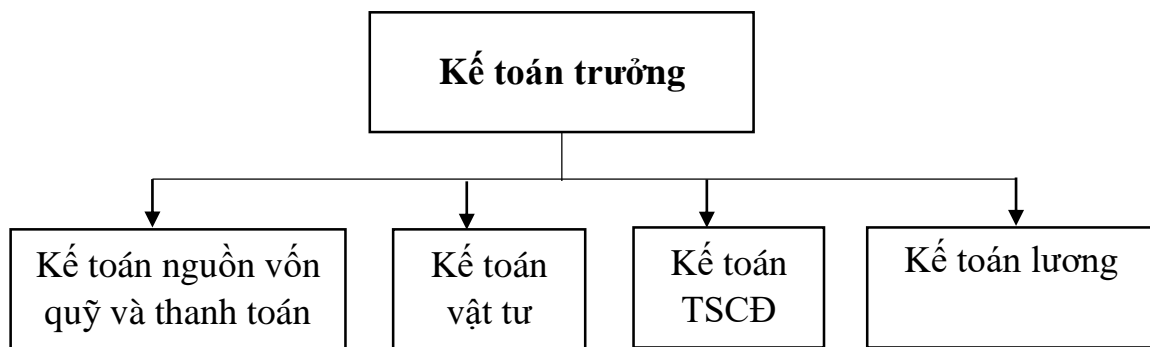 Kế toán trưởng
Kế toán nguồn vốn
quỹ và thanh toán
Kế toán
vật tư
Kế toán
TSCĐ
Kế toán lương